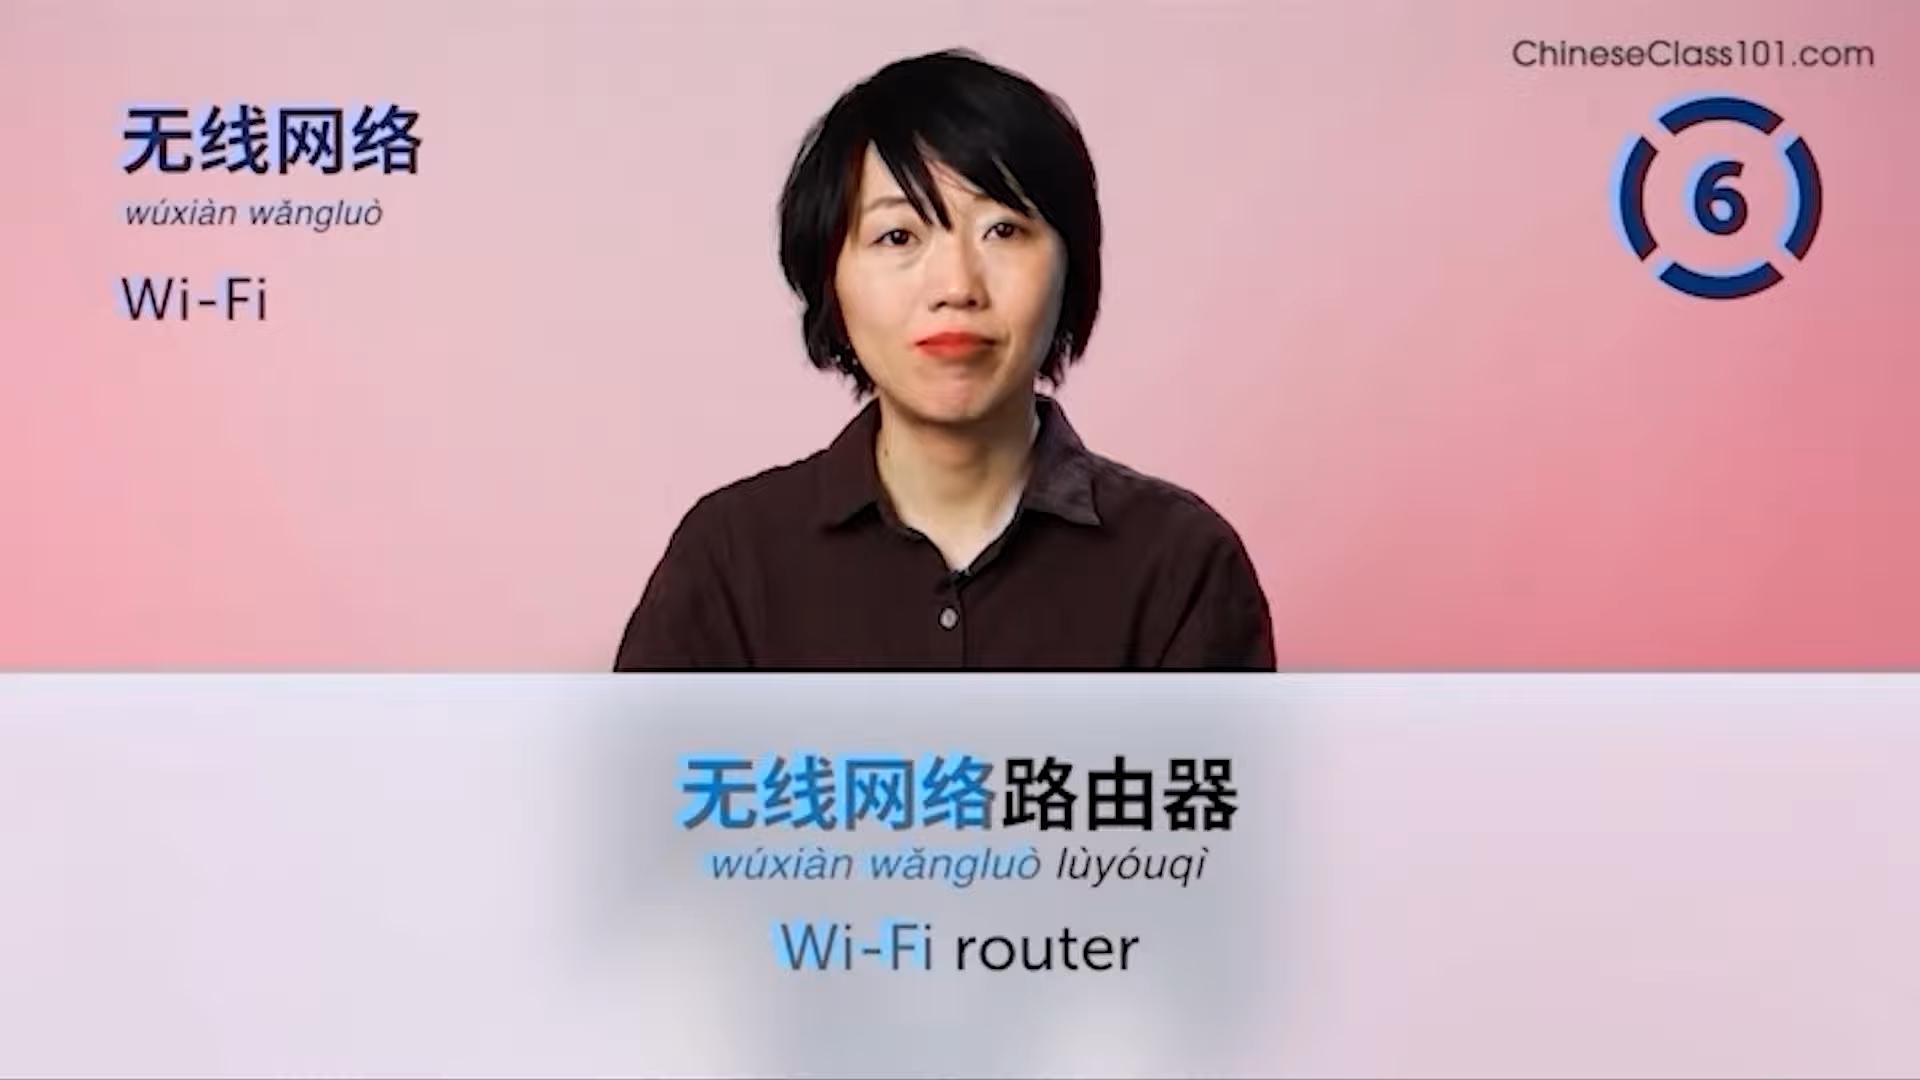 ChineseClass101.com
无线网络
wúxiàn wǎngluò
Wi-Fi
6
无线网络路由器
wúxiàn wǎngluò lùyóuqì
Wi-Fi router